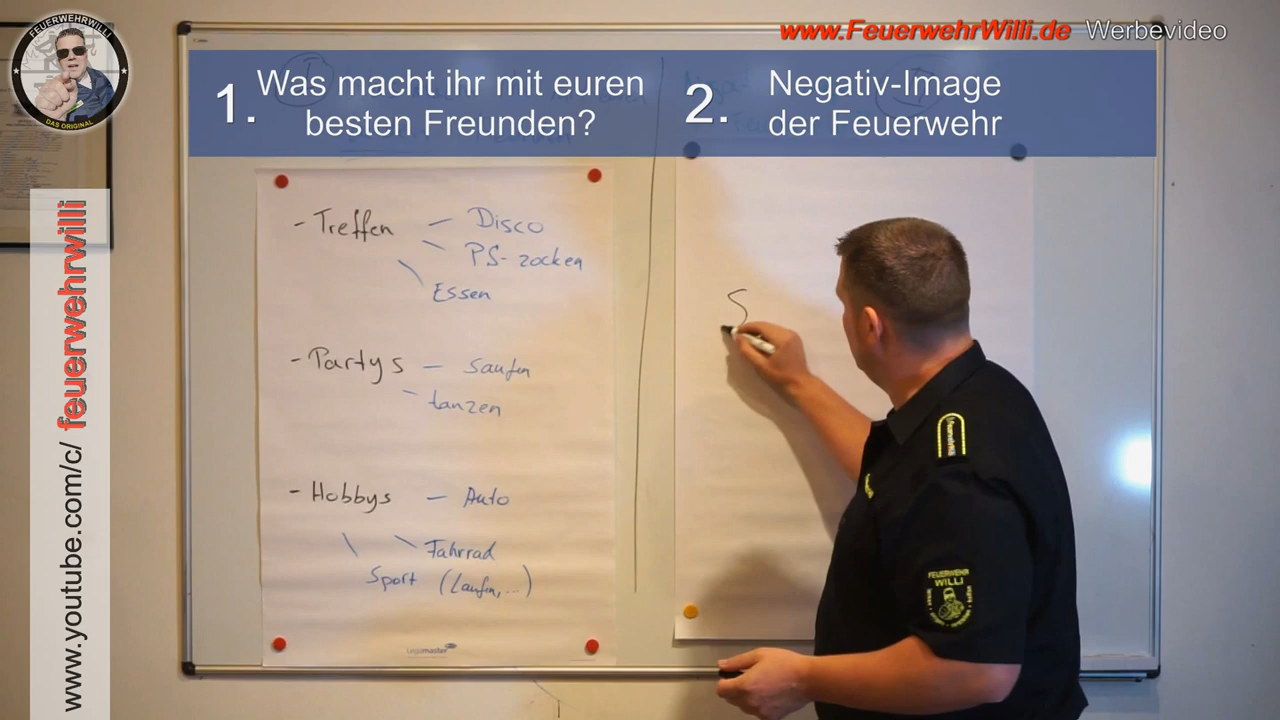 FEUERWEHRWILLI
DAS ORIGINAL
www.FeuerwehrWilli.de Werbevideo
1. Was macht ihr mit euren
besten Freunden?
2. Negativ-Image
der Feuerwehr
www.youtube.com/c/feuerwehrwilli
- Treffen – Disco
PS-zocken
Essen
- Partys – saufen
tanzen
- Hobbys – Auto
Fahrrad
Sport (Laufen, ...)
Legamaster
S
FEUERWEHR
WILLI